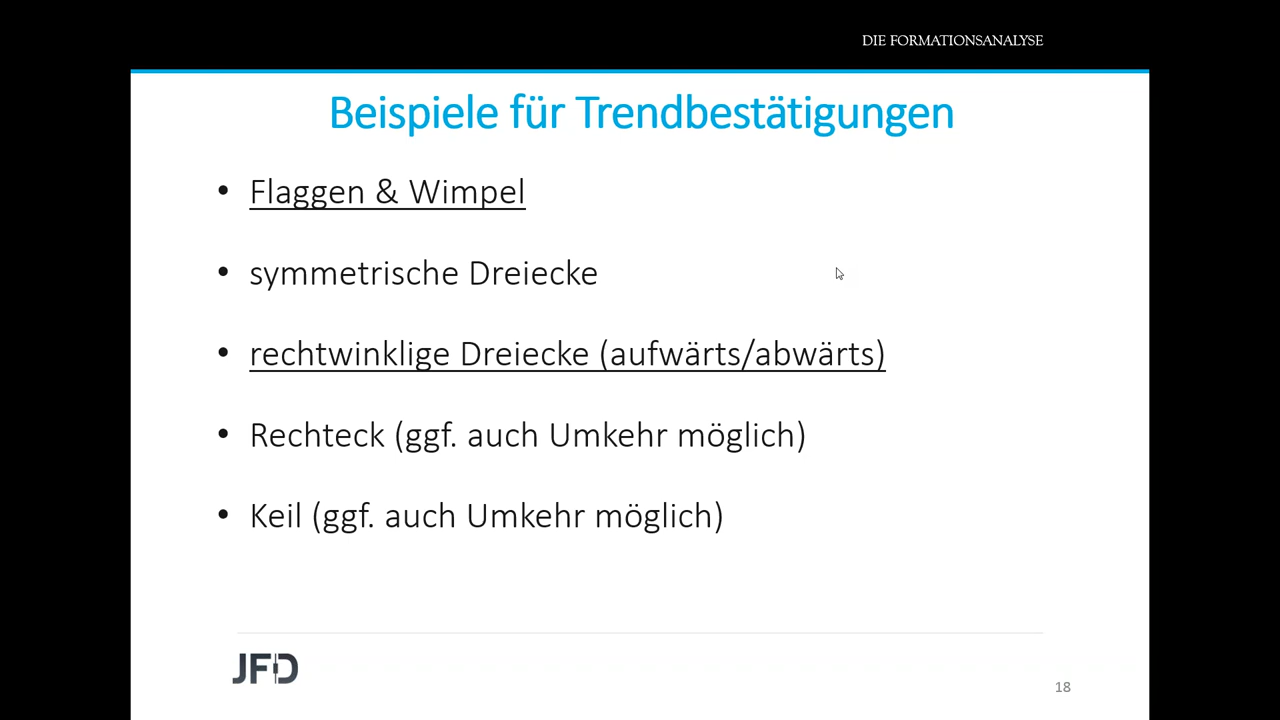 DIE FORMATIONSANALYSE
Beispiele für Trendbestätigungen
• Flaggen & Wimpel
• symmetrische Dreiecke
• rechtwinklige Dreiecke (aufwärts/abwärts)
• Rechteck (ggf. auch Umkehr möglich)
• Keil (ggf. auch Umkehr möglich)
JFD
18